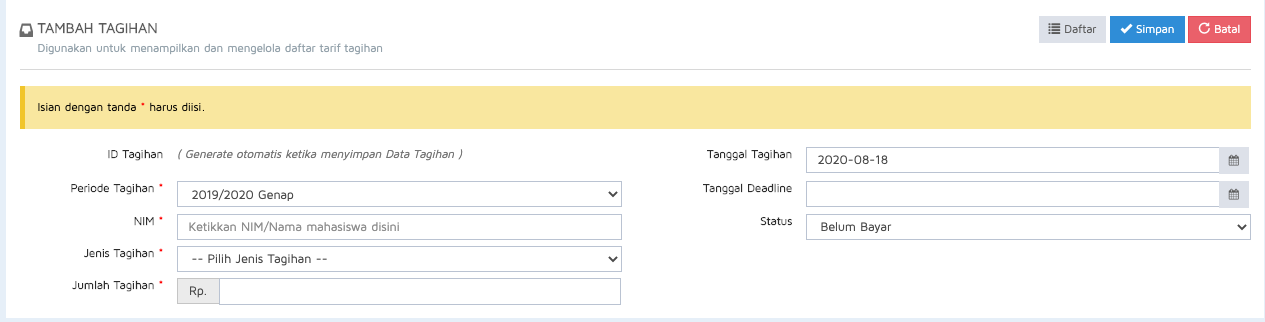 TAMBAH TAGIHAN
Digunakan untuk menampilkan dan mengelola daftar tarif tagihan
Daftar
Simpan
Batal
Isian dengan tanda * harus diisi.
ID Tagihan ( Generate otomatis ketika menyimpan Data Tagihan )
Periode Tagihan * 2019/2020 Genap
NIM * Ketikkan NIM/Nama mahasiswa disini
Jenis Tagihan * -- Pilih Jenis Tagihan --
Jumlah Tagihan * Rp.
Tanggal Tagihan 2020-08-18
Tanggal Deadline
Status Belum Bayar